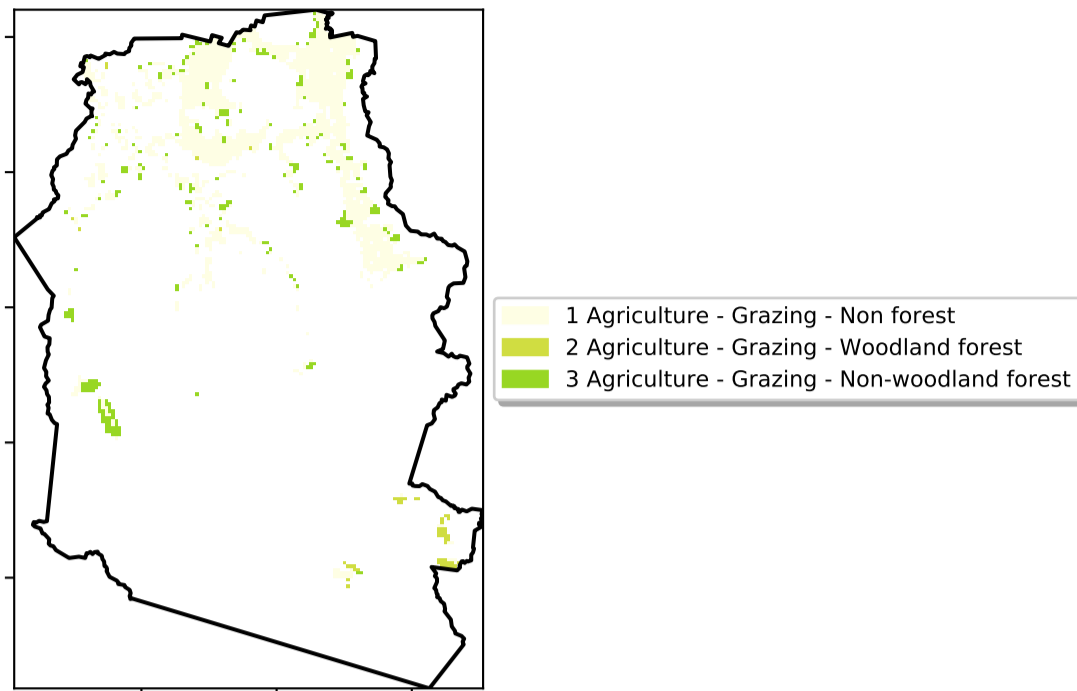 1 Agriculture - Grazing - Non forest
2 Agriculture - Grazing - Woodland forest
3 Agriculture - Grazing - Non-woodland forest